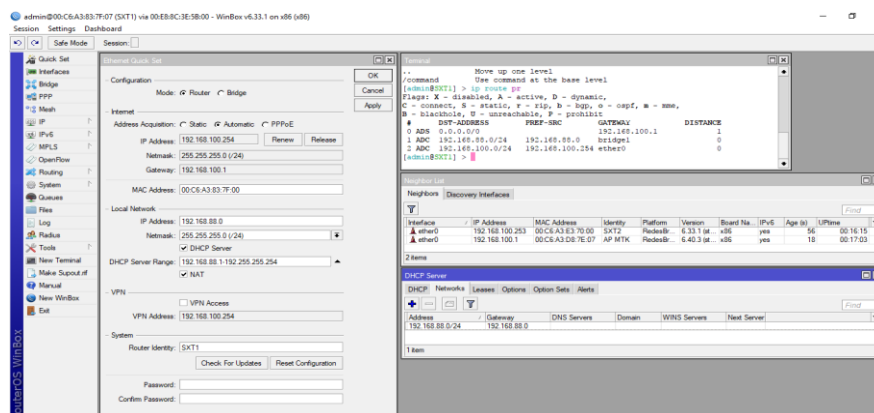 admin@00:C6:A3:83:7F:07 (SXT1) via 00:E8:8C:3E:5B:00 - WinBox v6.33.1 on x86 (x86)
Session Settings Dashboard
Safe Mode Session:
Quick Set
Interfaces
Bridge
PPP
Mesh
IP
IPv6
MPLS
OpenFlow
Routing
System
Queues
Files
Log
Radius
Tools
New Terminal
Make Supout.rif
Manual
New WinBox
Exit
RouterOS WinBox
Ethernet Quick Set
OK
Cancel
Apply
Configuration
Mode: Router Bridge
Internet
Address Acquisition: Static Automatic PPPoE
IP Address: 192.168.100.254 Renew Release
Netmask: 255.255.255.0 (/24)
Gateway: 192.168.100.1
MAC Address: 00:C6:A3:83:7F:00
Local Network
IP Address: 192.168.88.0
Netmask: 255.255.255.0 (/24)
DHCP Server
DHCP Server Range: 192.168.88.1-192.255.255.254
NAT
VPN
VPN Access
VPN Address: 192.168.100.254
System
Router Identity: SXT1
Check For Updates Reset Configuration
Password:
Confirm Password:
Terminal
.. Move up one level
/command Use command at the base level
[admin@SXT1] > ip route pr
Flags: X - disabled, A - active, D - dynamic,
C - connect, S - static, r - rip, b - bgp, o - ospf, m - mme,
B - blackhole, U - unreachable, P - prohibit
# DST-ADDRESS PREF-SRC GATEWAY DISTANCE
0 ADS 0.0.0.0/0 192.168.100.1 1
1 ADC 192.168.88.0/24 192.168.88.0 bridge1 0
2 ADC 192.168.100.0/24 192.168.100.254 ether0 0
[admin@SXT1] >
Neighbor List
Neighbors Discovery Interfaces
Find
Interface IP Address MAC Address Identity Platform Version Board Na... IPv6 Age (s) UPtime
ether0 192.168.100.253 00:C6:A3:E3:70:00 SXT2 RedesBr... 6.33.1 (st... x86 yes 56 00:16:15
ether0 192.168.100.1 00:C6:A3:D8:7E:07 AP MTK RedesBr... 6.40.3 (st... x86 yes 18 00:17:03
2 items
DHCP Server
DHCP Networks Leases Options Option Sets Alerts
Find
Address Gateway DNS Servers Domain WINS Servers Next Server
192.168.88.0/24 192.168.88.0
1 item